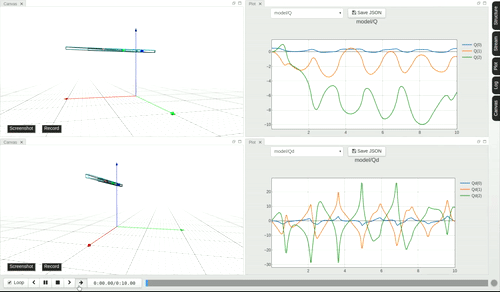 Canvas
Screenshot
Record
Plot
model/Q
Save JSON
model/Q
Q(0)
Q(1)
Q(2)
0
-2
-4
-6
-8
-10
2
4
6
8
10
Structure
Stream
Plot
Log
Canvas
Canvas
Screenshot
Record
Plot
model/Qd
Save JSON
model/Qd
Qd(0)
Qd(1)
Qd(2)
20
10
0
-10
-20
-30
2
4
6
8
10
Loop
0:00.00/0:10.00